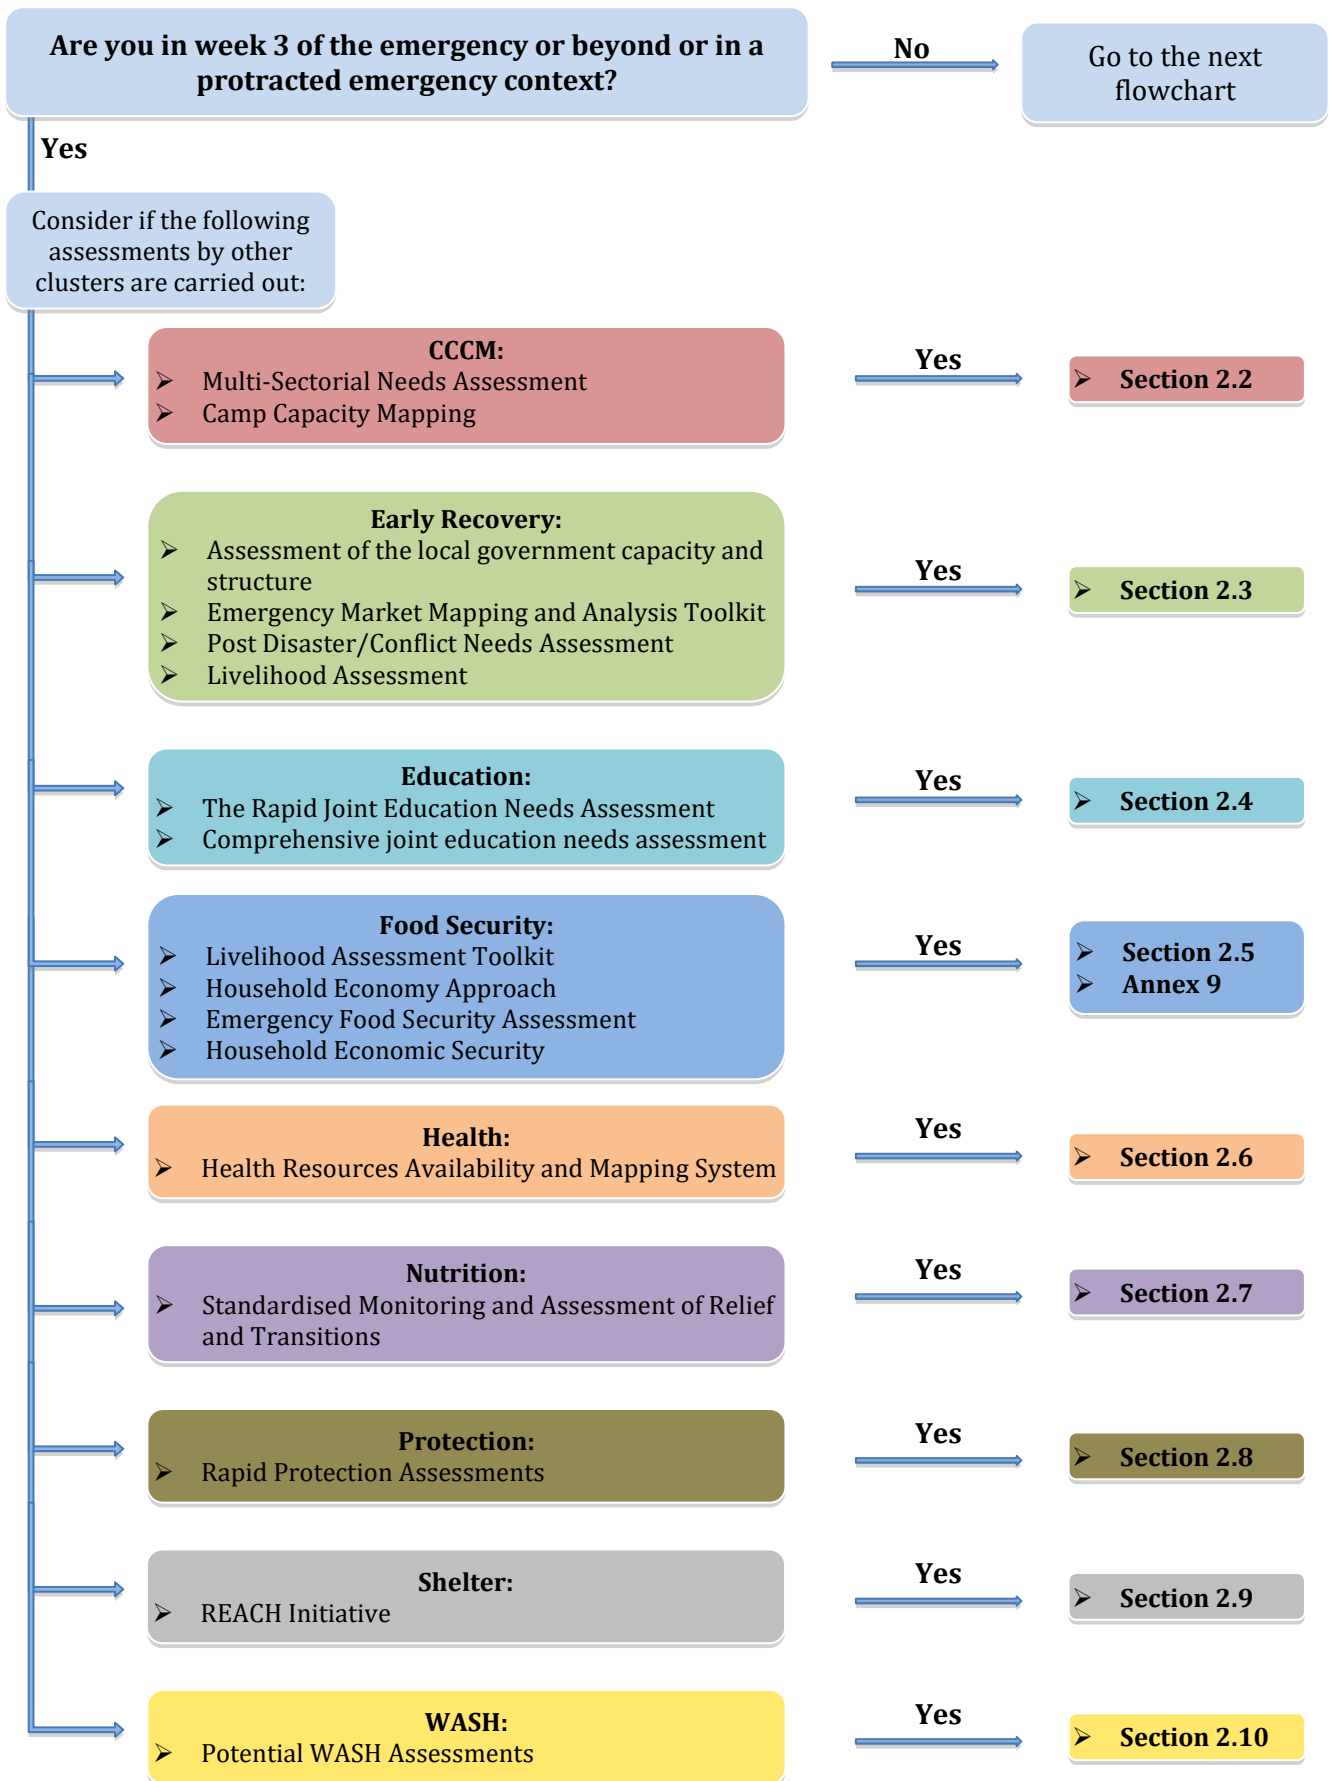 Are you in week 3 of the emergency or beyond or in a
protracted emergency context?
No
Go to the next
flowchart
Yes
Consider if the following
assessments by other
clusters are carried out:
CCCM:
➢ Multi-Sectorial Needs Assessment
➢ Camp Capacity Mapping
Yes
➢ Section 2.2
Early Recovery:
➢ Assessment of the local government capacity and
structure
➢ Emergency Market Mapping and Analysis Toolkit
➢ Post Disaster/Conflict Needs Assessment
➢ Livelihood Assessment
Yes
➢ Section 2.3
Education:
➢ The Rapid Joint Education Needs Assessment
➢ Comprehensive joint education needs assessment
Yes
➢ Section 2.4
Food Security:
➢ Livelihood Assessment Toolkit
➢ Household Economy Approach
➢ Emergency Food Security Assessment
➢ Household Economic Security
Yes
➢ Section 2.5
➢ Annex 9
Health:
➢ Health Resources Availability and Mapping System
Yes
➢ Section 2.6
Nutrition:
➢ Standardised Monitoring and Assessment of Relief
and Transitions
Yes
➢ Section 2.7
Protection:
➢ Rapid Protection Assessments
Yes
➢ Section 2.8
Shelter:
➢ REACH Initiative
Yes
➢ Section 2.9
WASH:
➢ Potential WASH Assessments
Yes
➢ Section 2.10